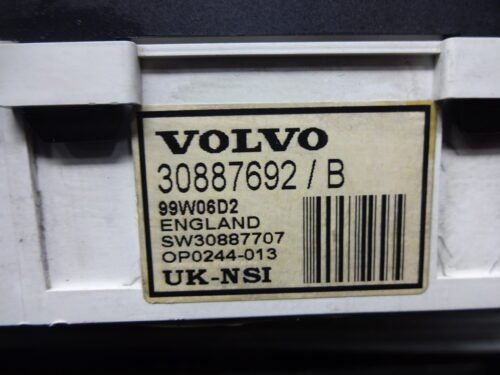 VOLVO
30887692 / B
99W06D2
ENGLAND
SW30887707
OP0244-013
UK-NSI